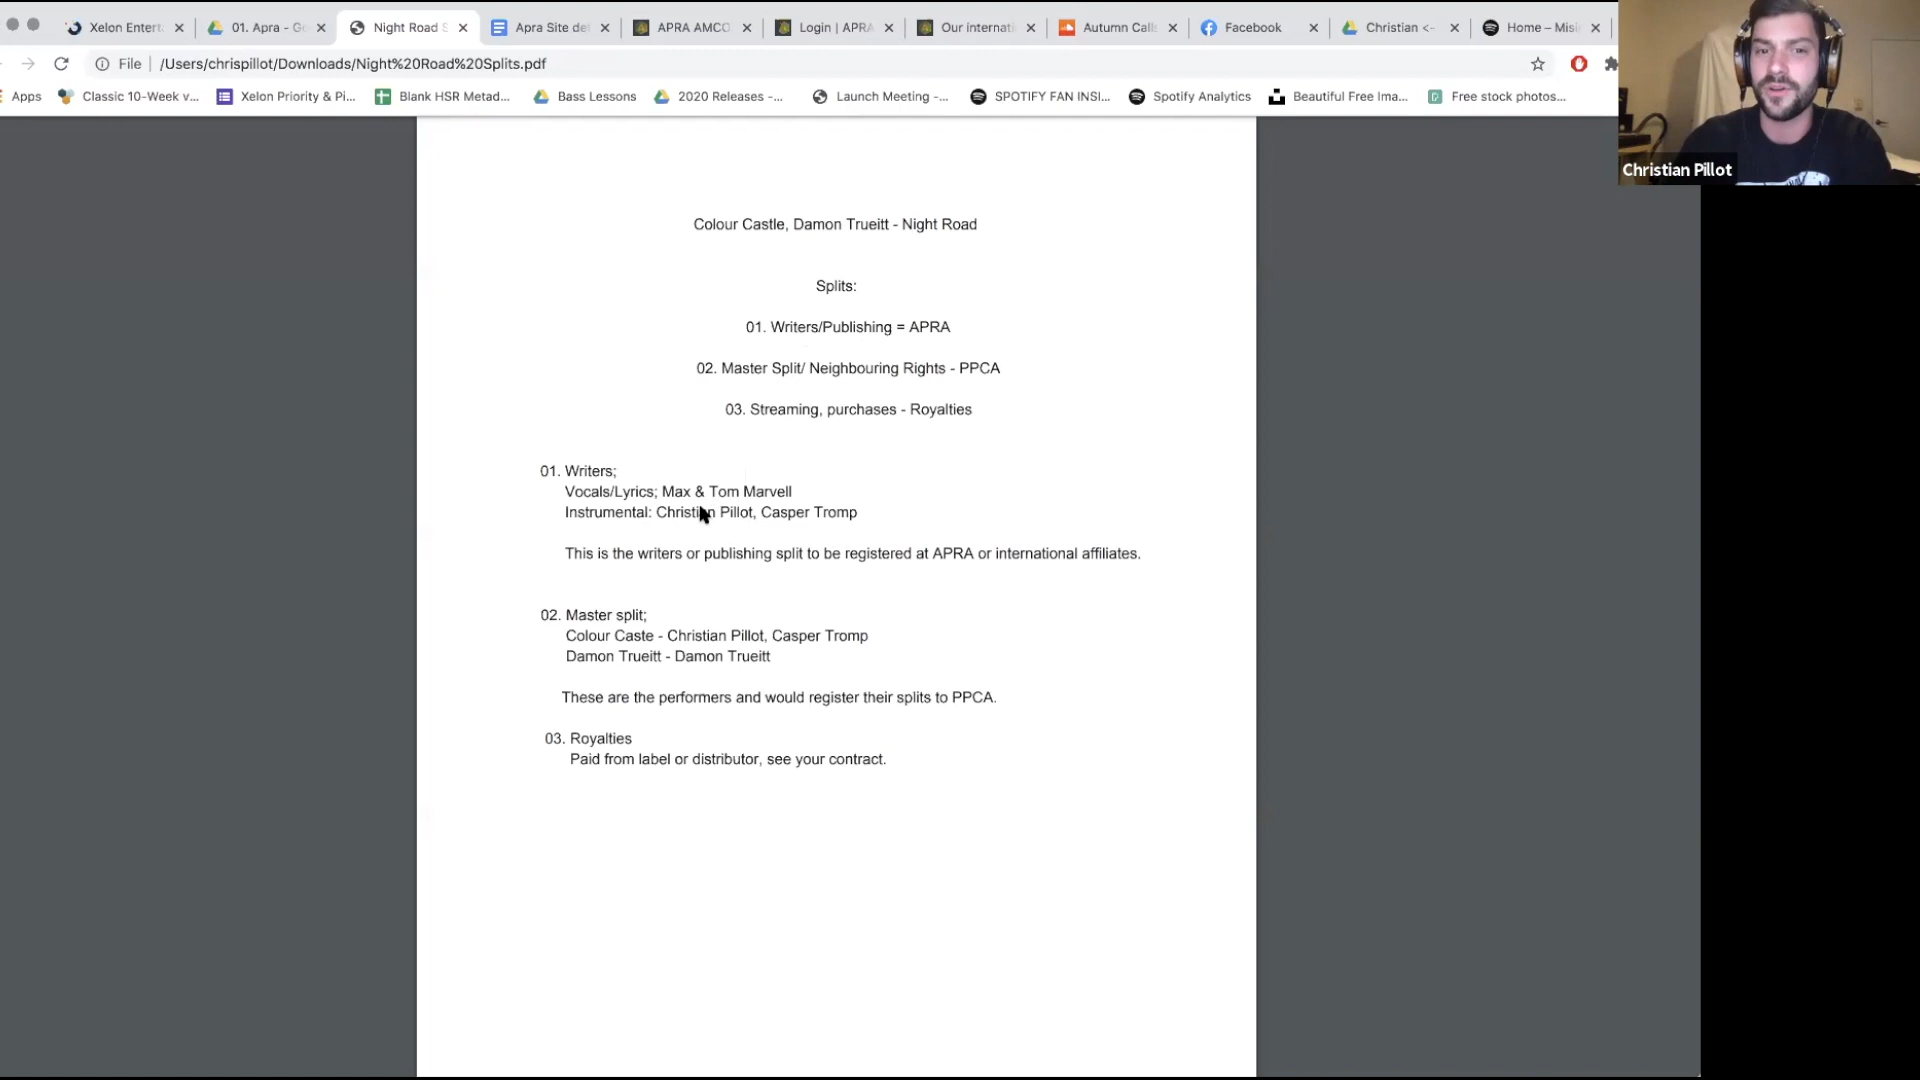 Xelon Entert
01. Apra - Go
Night Road S
Apra Site det
APRA AMCO
Login | APRA
Our internati
Autumn Calls
Facebook
Christian <-
Home – Misi
File
/Users/chrispillot/Downloads/Night%20Road%20Splits.pdf
Apps
Classic 10-Week v...
Xelon Priority & Pi...
Blank HSR Metad...
Bass Lessons
2020 Releases -...
Launch Meeting -...
SPOTIFY FAN INSI...
Spotify Analytics
Beautiful Free Ima...
Free stock photos...
Christian Pillot
Colour Castle, Damon Trueitt - Night Road
Splits:
01. Writers/Publishing = APRA
02. Master Split/ Neighbouring Rights - PPCA
03. Streaming, purchases - Royalties
01. Writers;
Vocals/Lyrics; Max & Tom Marvell
Instrumental: Christian Pillot, Casper Tromp
This is the writers or publishing split to be registered at APRA or international affiliates.
02. Master split;
Colour Caste - Christian Pillot, Casper Tromp
Damon Trueitt - Damon Trueitt
These are the performers and would register their splits to PPCA.
03. Royalties
Paid from label or distributor, see your contract.